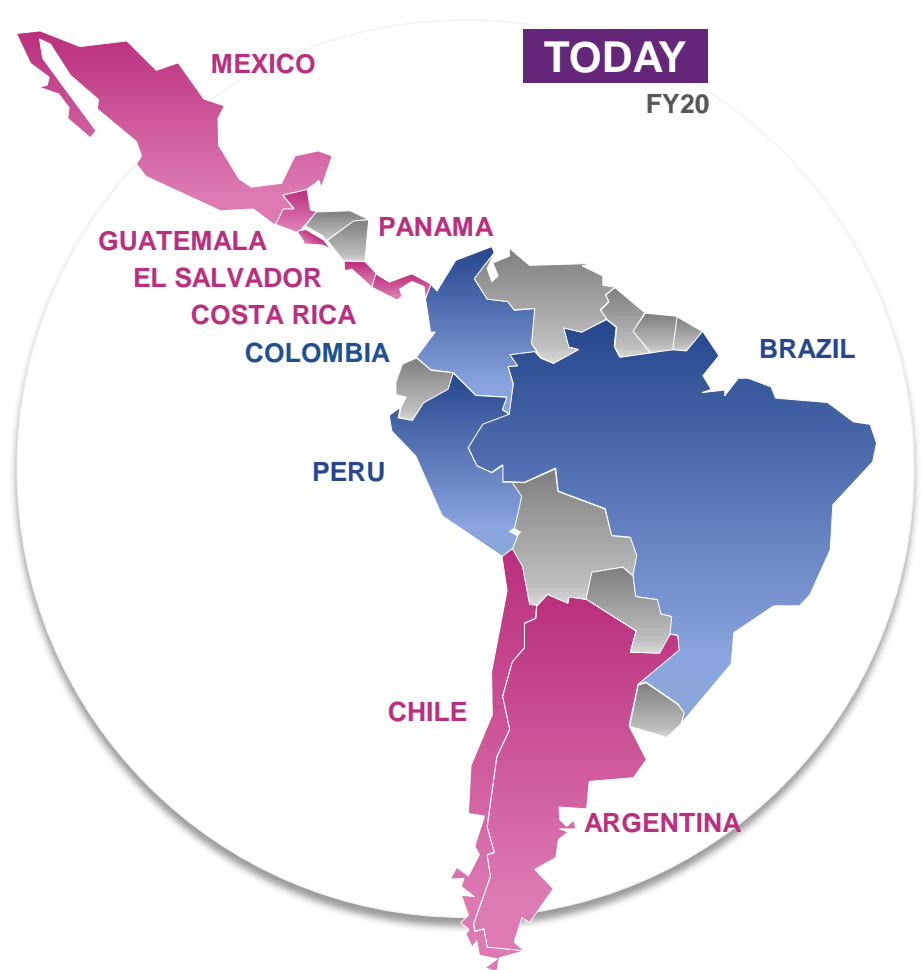 TODAY
FY20
MEXICO
PANAMA
GUATEMALA
EL SALVADOR
COSTA RICA
COLOMBIA
BRAZIL
PERU
CHILE
ARGENTINA